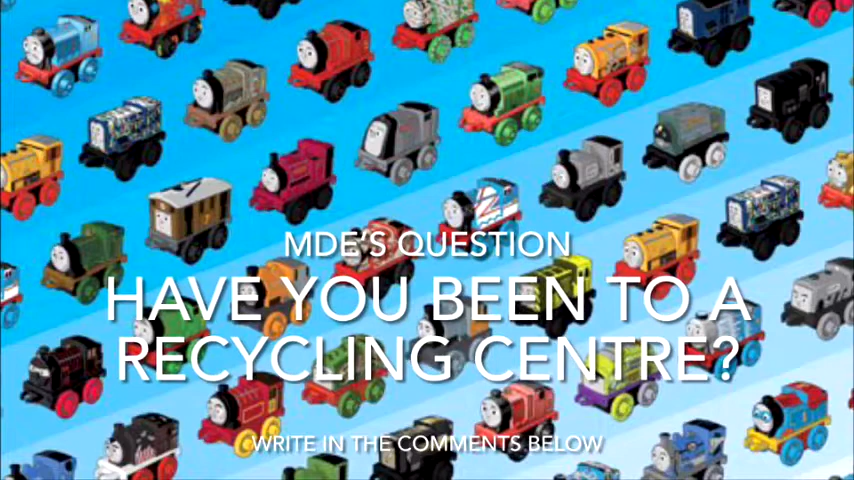 MDE'S QUESTION
HAVE YOU BEEN TO A
RECYCLING CENTRE?
WRITE IN THE COMMENTS BELOW